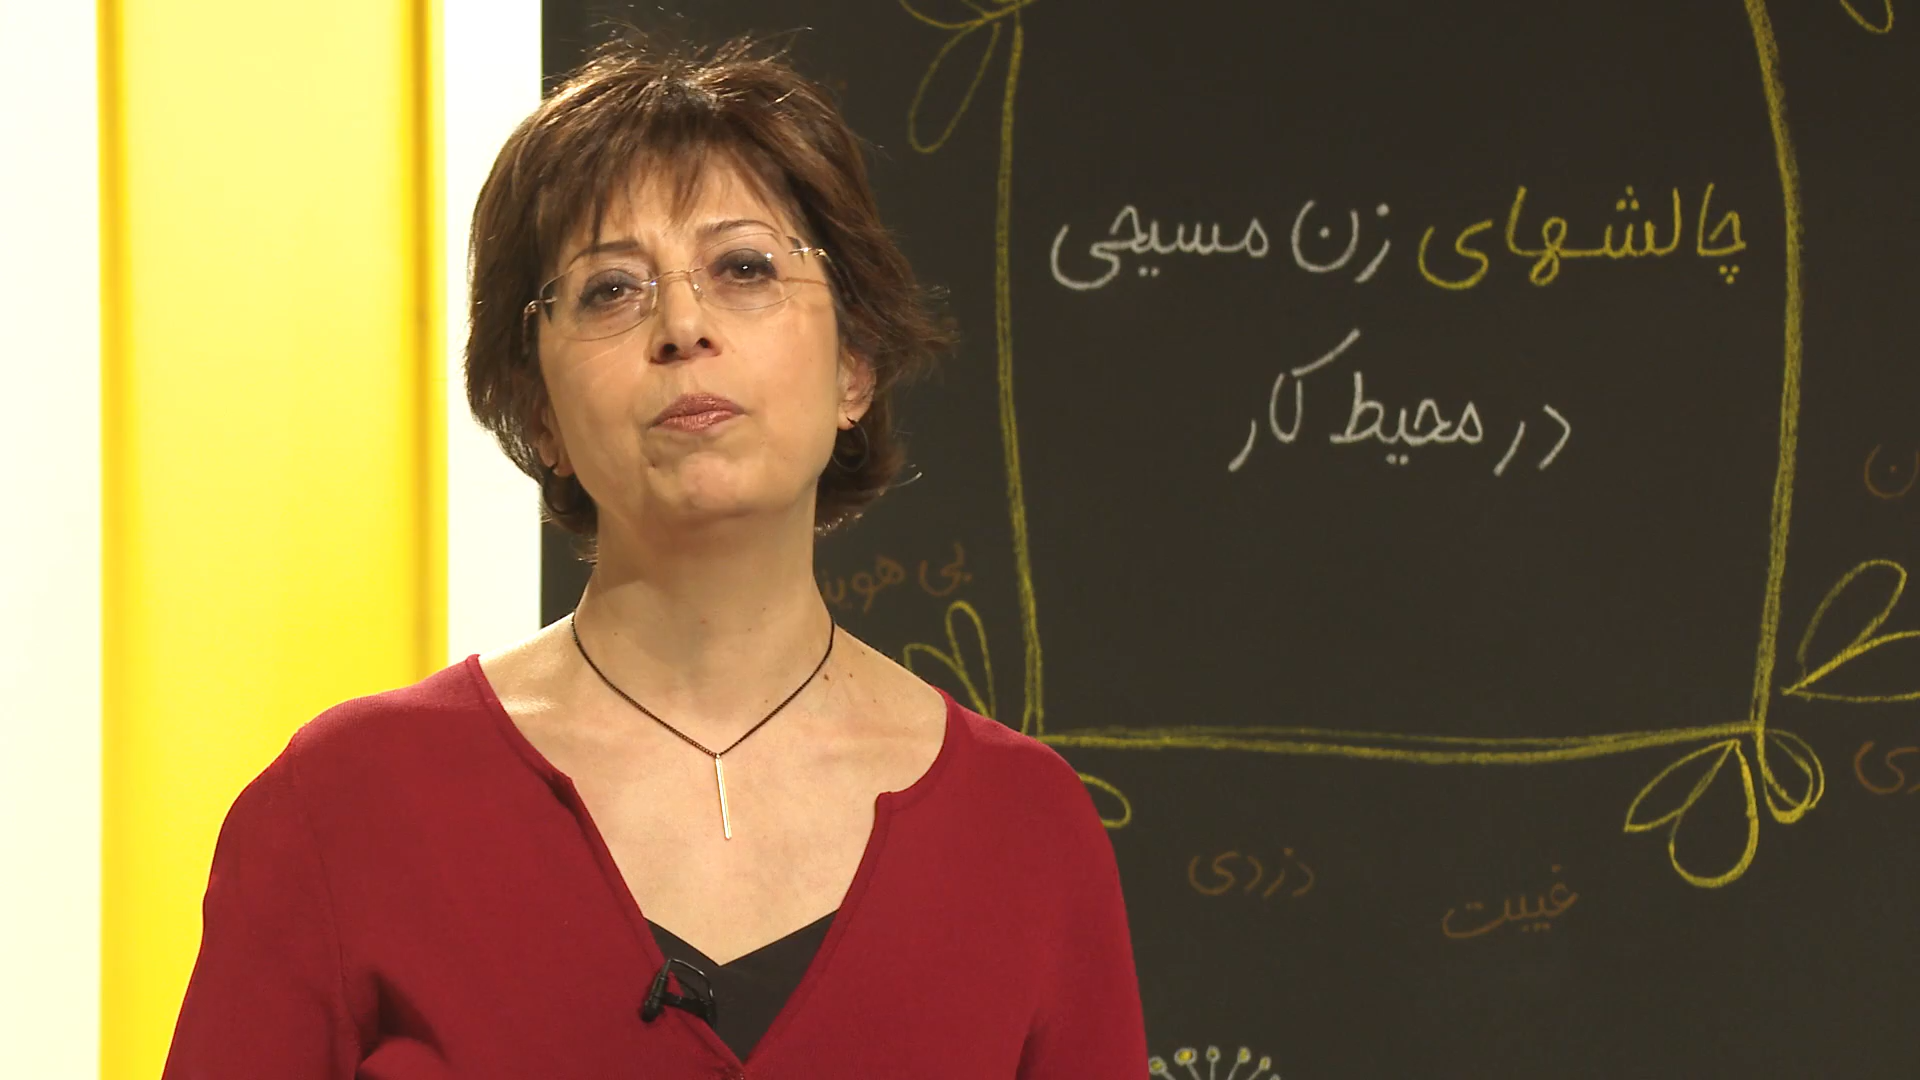 چالشهای زن مسیحی
در محیط کار
دزدی
غیبت